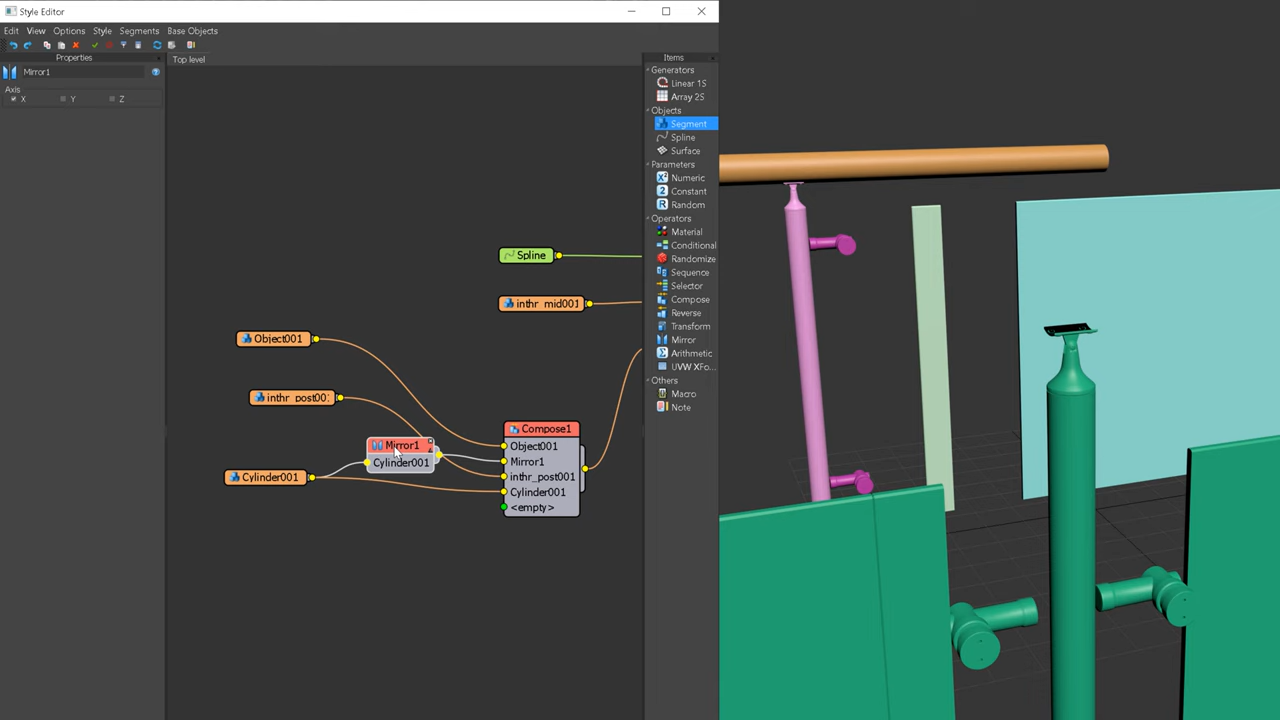 Style Editor
Edit View Options Style Segments Base Objects
Properties
Top level
Mirror1
Axis
X Y Z
Spline
inthr_mid001
Object001
inthr_post00
Mirror1
Cylinder001
Cylinder001
Compose1
Object001
Mirror1
inthr_post001
Cylinder001
<empty>
Items
Generators
Linear 1S
Array 2S
Objects
Segment
Spline
Surface
Parameters
Numeric
Constant
Random
Operators
Material
Conditional
Randomize
Sequence
Selector
Compose
Reverse
Transform
Mirror
Arithmetic
UVW XFo...
Others
Macro
Note